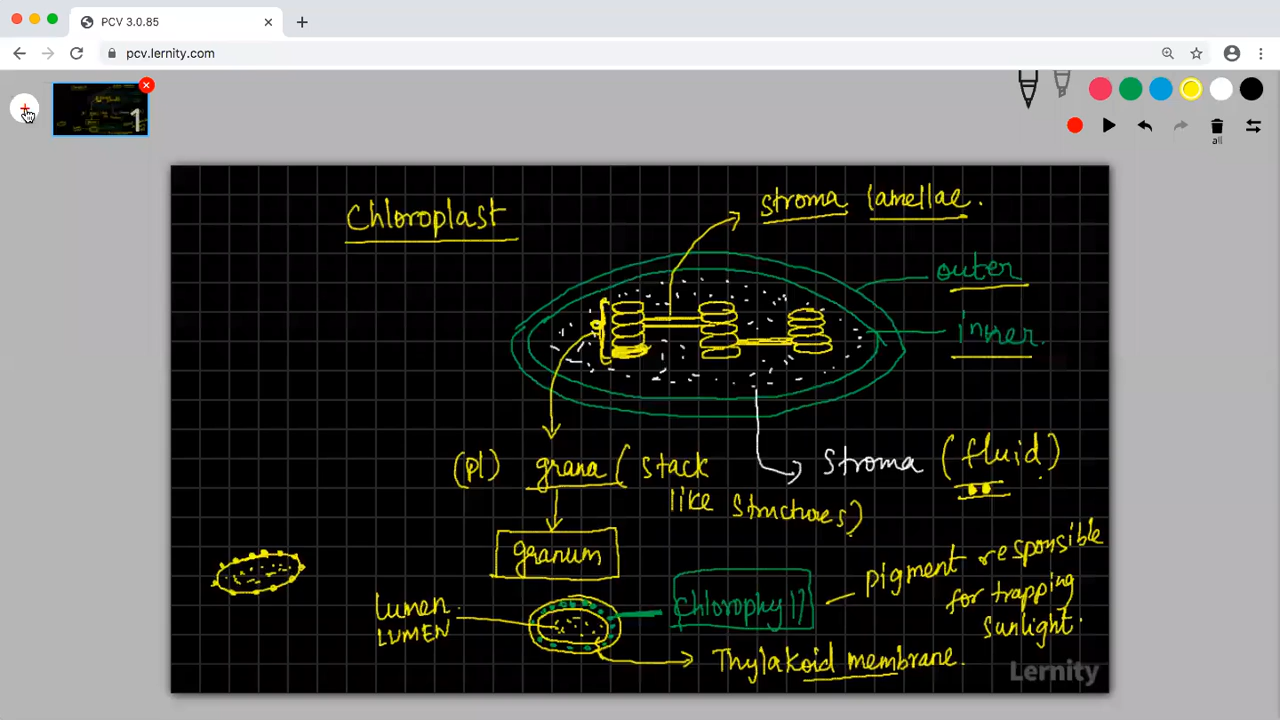 PCV 3.0.85
pcv.lernity.com
1
all
Chloroplast
stroma lamellae.
outer
inner.
(pl) grana (stack
like structures)
stroma (fluid)
granum
chlorophyll
pigment responsible
for trapping
sunlight.
lumen
LUMEN
Thylakoid membrane.
Lernity